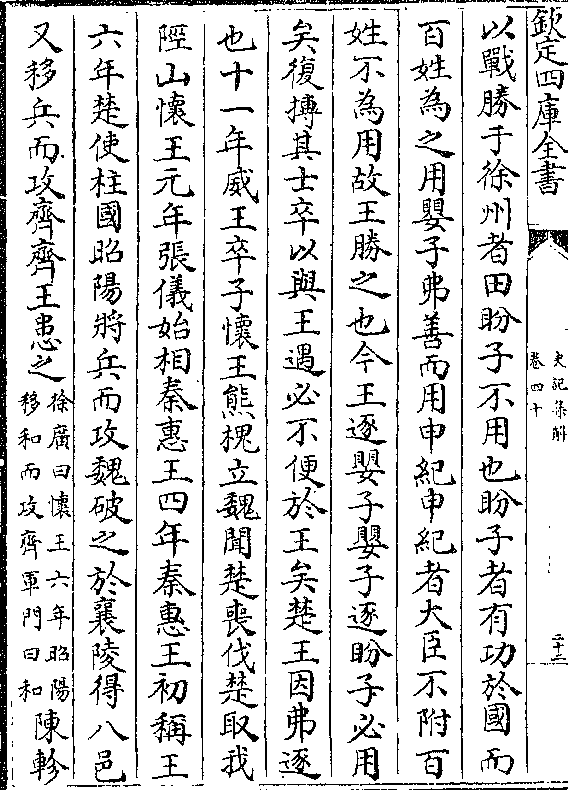 欽定四庫全書
史記集解
卷四十
二十二
以戰勝于徐州者田盼子不用也盼子者有功於國而
百姓為之用嬰子弗善而用申紀申紀者大臣不附百
姓不為用故王勝之也今王逐嬰子嬰子逐盼子必用
矣復搏其士卒以與王遇必不便於王矣楚王因弗逐
也十一年威王卒子懷王熊槐立魏聞楚喪伐楚取我
陘山懷王元年張儀始相秦惠王四年秦惠王初稱王
六年楚使柱國昭陽將兵而攻魏破之於襄陵得八邑
又移兵而攻齊齊王患之徐廣曰懷王六年昭陽移和而攻齊軍門曰和陳軫